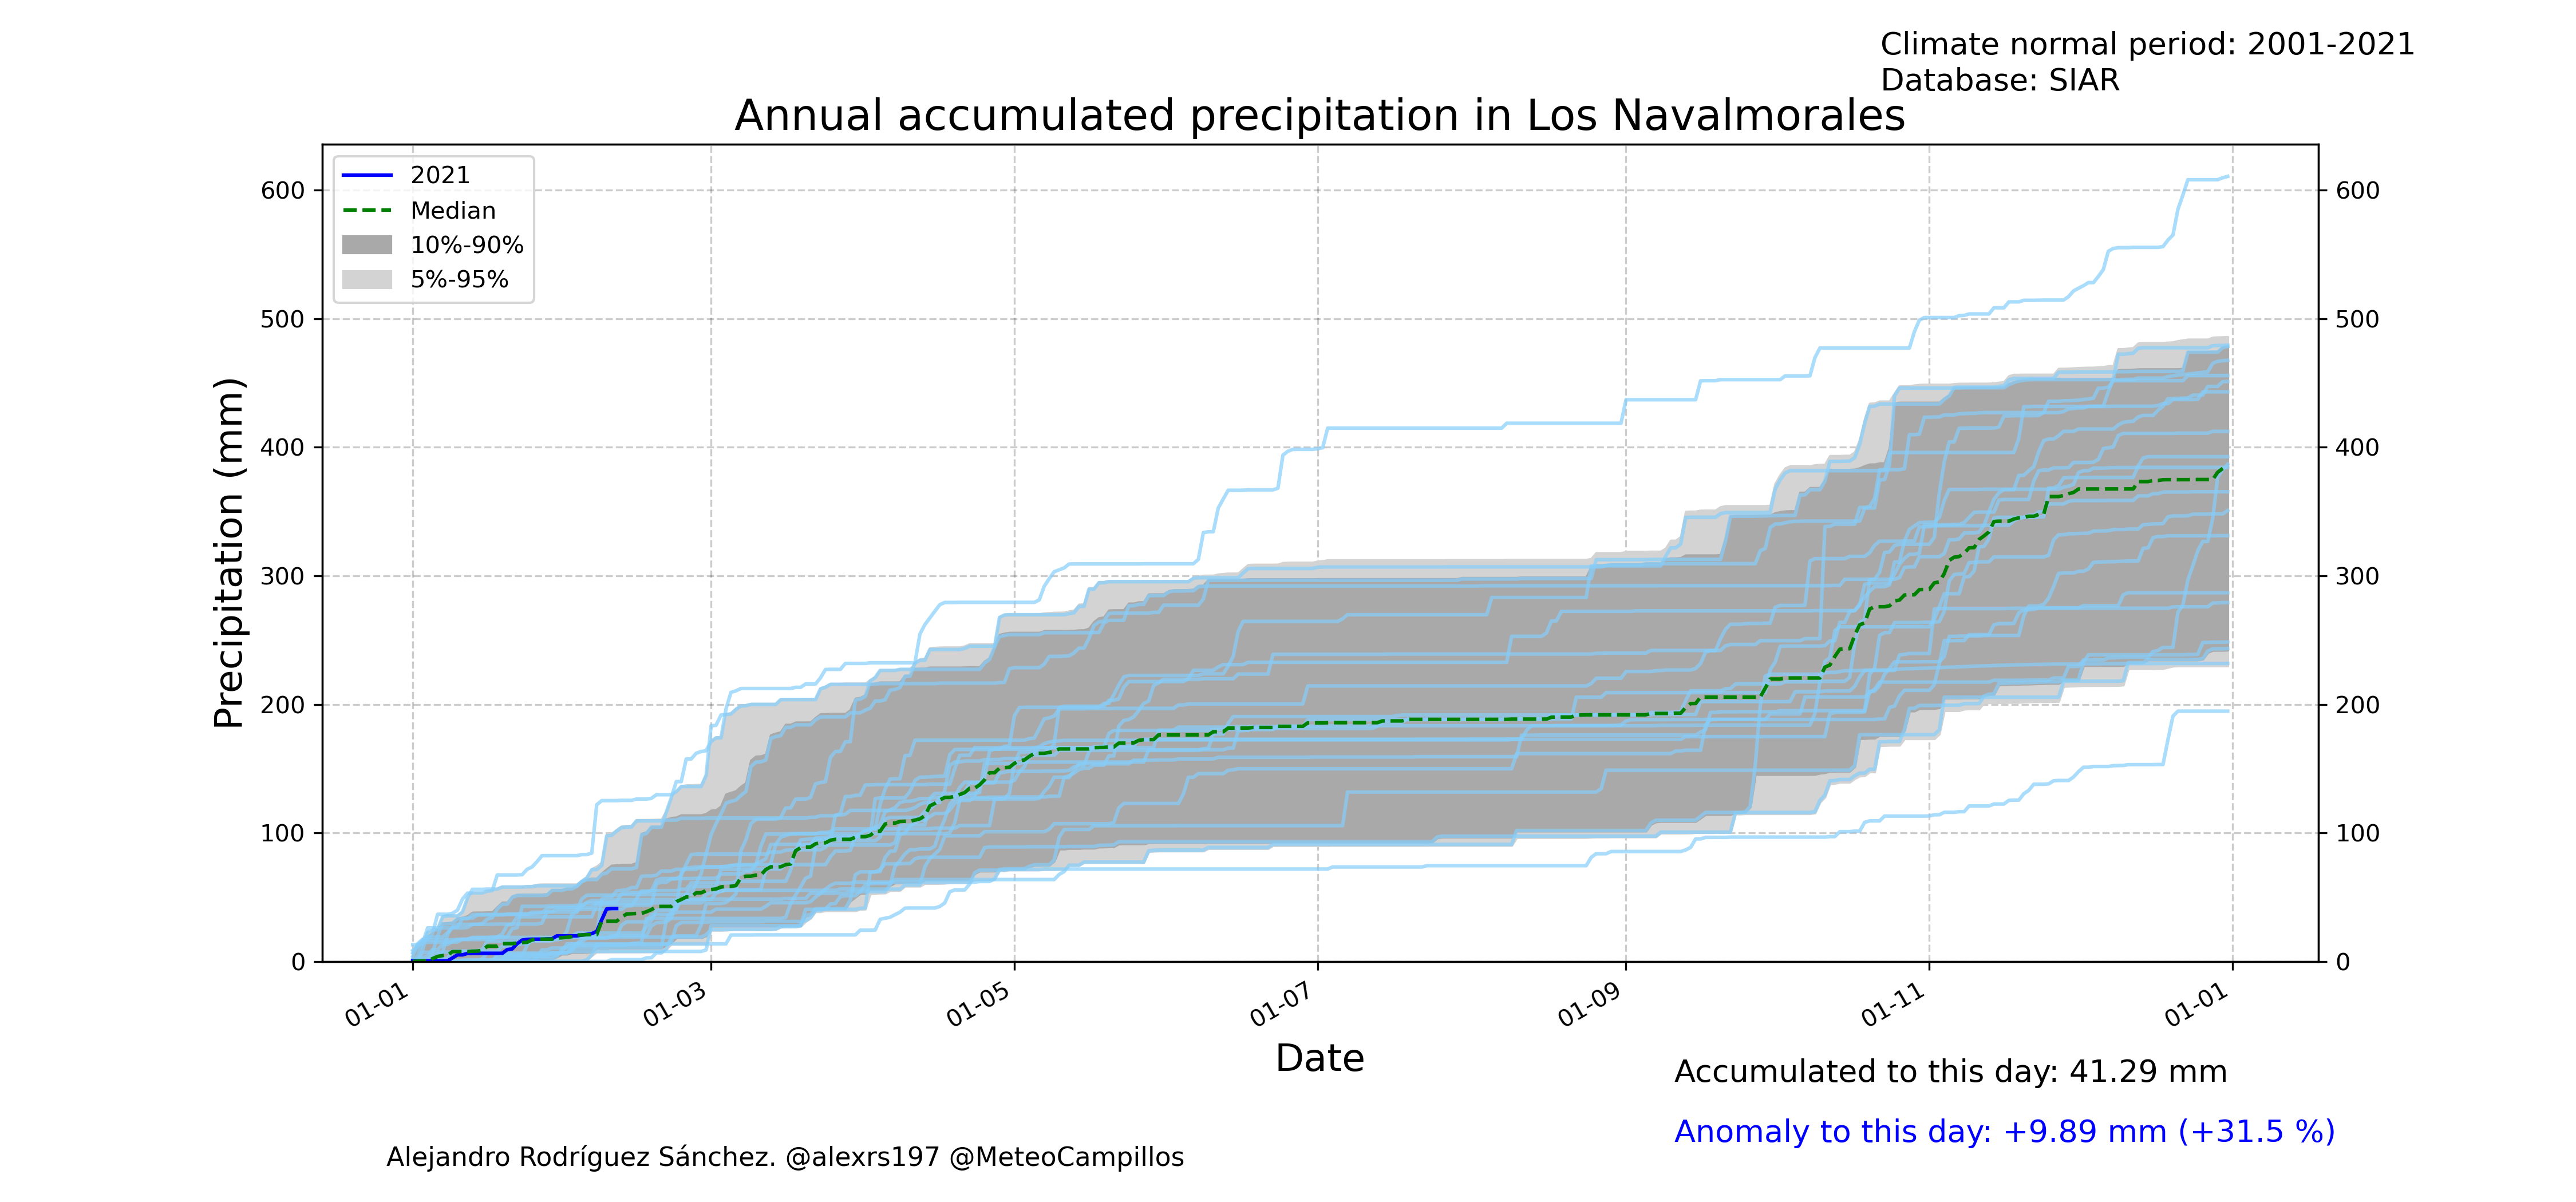 Climate normal period: 2001-2021
Database: SIAR
Annual accumulated precipitation in Los Navalmorales
2021
Median
10%-90%
5%-95%
Precipitation (mm)
600
500
400
300
200
100
0
600
500
400
300
200
100
0
01-01
01-03
01-05
01-07
01-09
01-11
01-01
Date
Accumulated to this day: 41.29 mm
Anomaly to this day: +9.89 mm (+31.5 %)
Alejandro Rodríguez Sánchez. @alexrs197 @MeteoCampillos